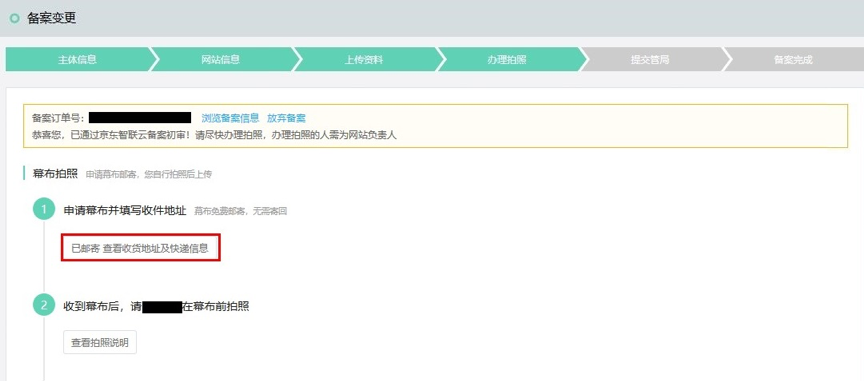 备案变更
主体信息
网站信息
上传资料
办理拍照
提交管局
备案完成
备案订单号： 浏览备案信息 放弃备案
恭喜您，已通过京东智联云备案初审！请尽快办理拍照，办理拍照的人需为网站负责人
幕布拍照 申请幕布邮寄，您自行拍照后上传
1 申请幕布并填写收件地址 幕布免费邮寄，无需寄回
已邮寄 查看收货地址及快递信息
2 收到幕布后，请 在幕布前拍照
查看拍照说明